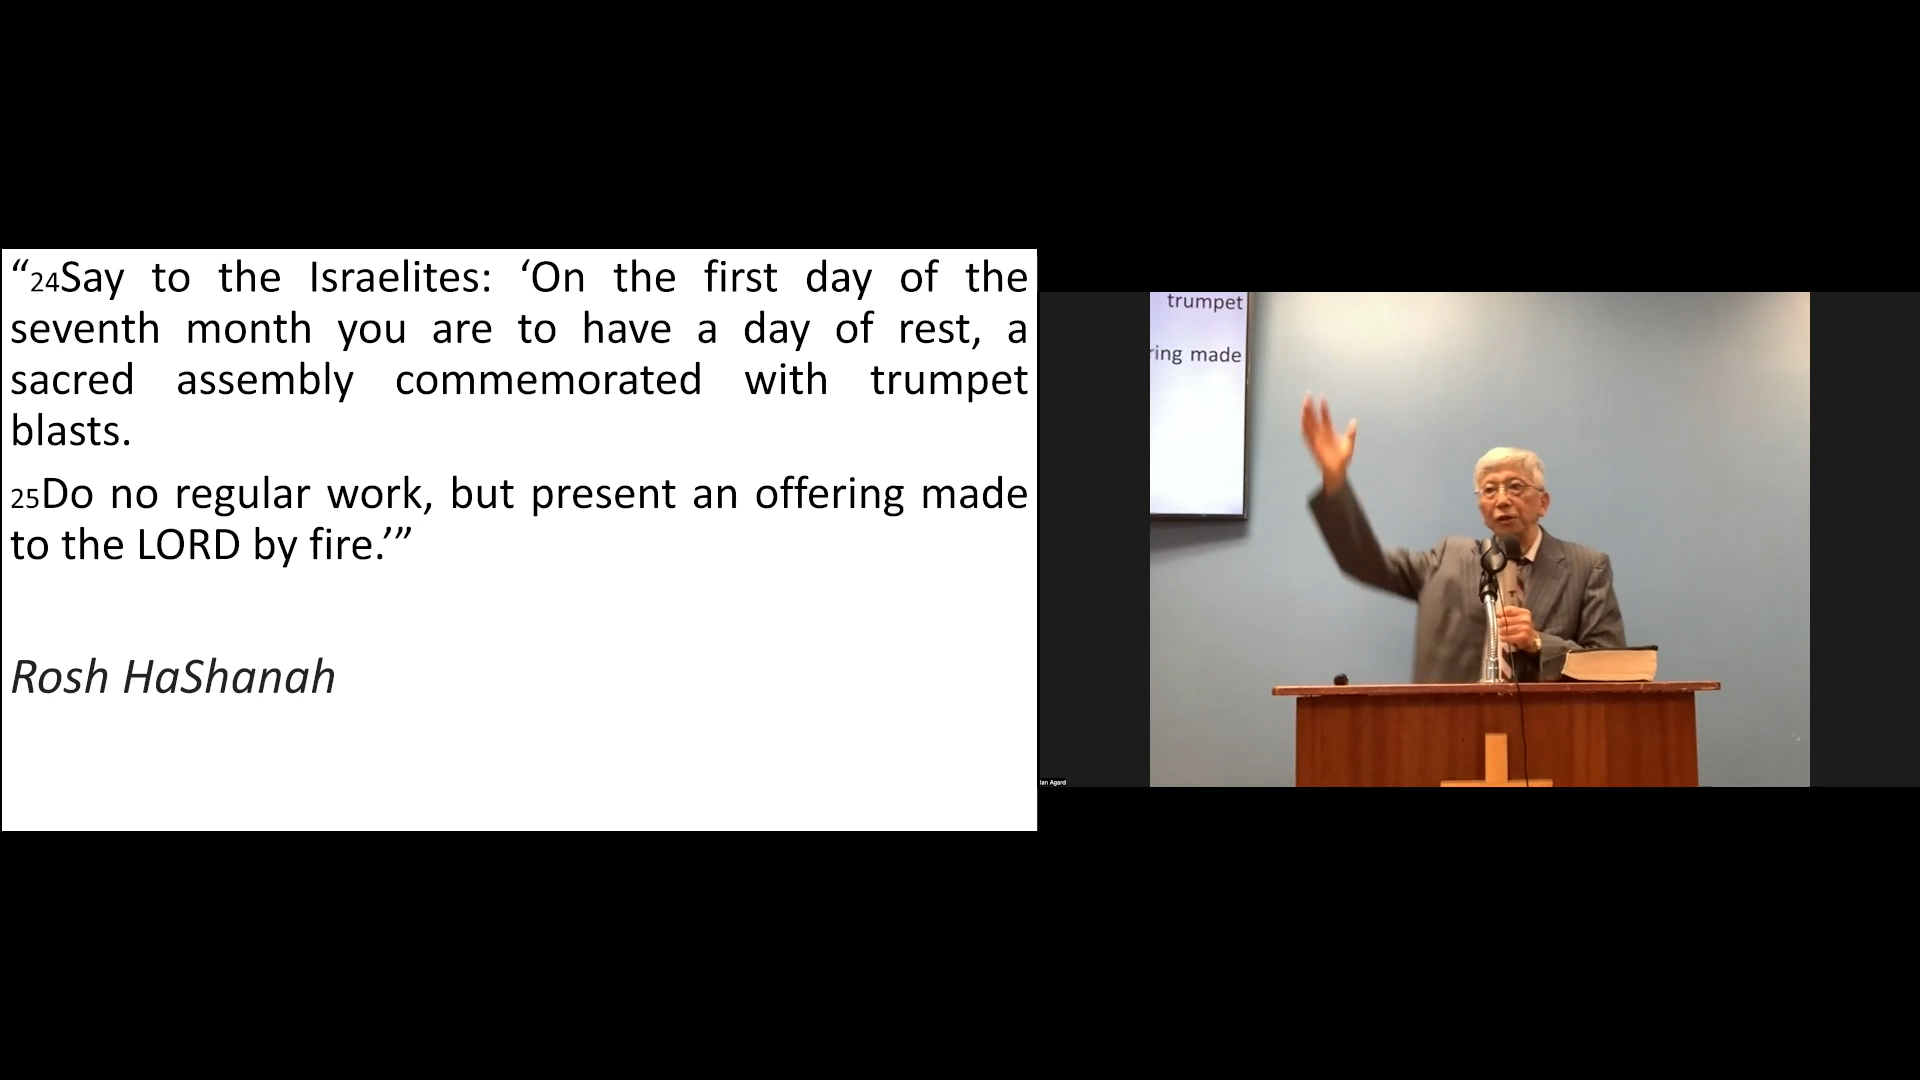 “24Say to the Israelites: ‘On the first day of the
seventh month you are to have a day of rest, a
sacred assembly commemorated with trumpet
blasts.
25Do no regular work, but present an offering made
to the LORD by fire.’”
Rosh HaShanah
trumpet
ring made
Ian Agard